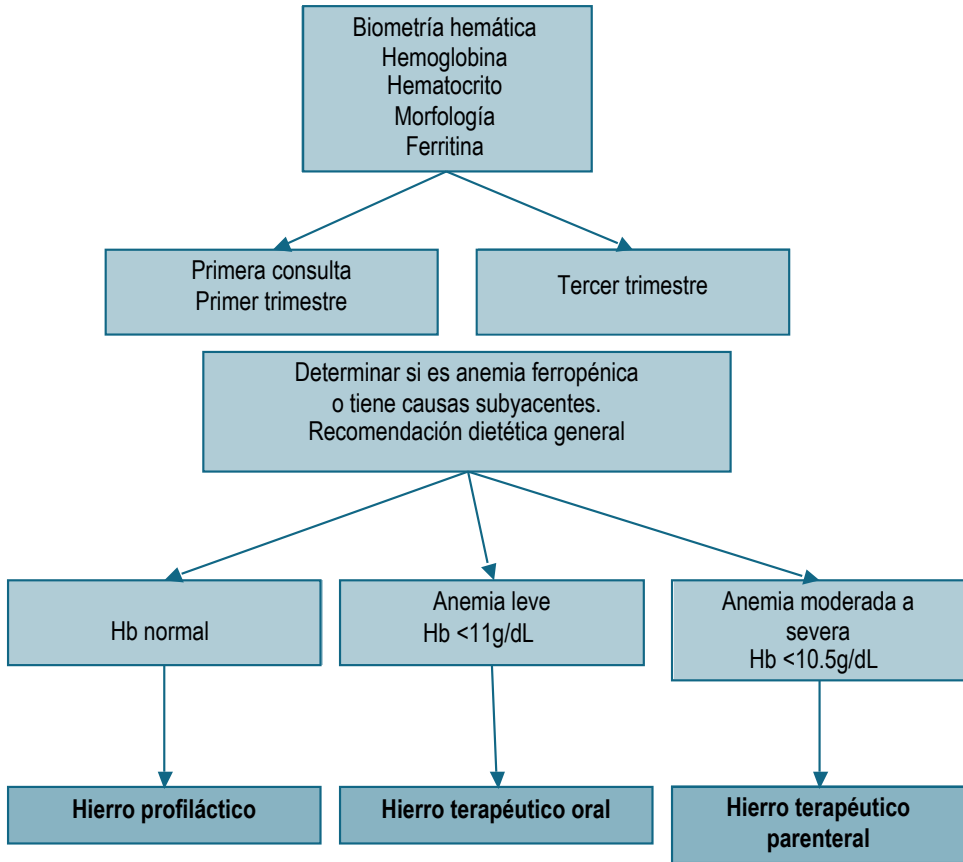 Biometría hemática
Hemoglobina
Hematocrito
Morfología
Ferritina
Primera consulta
Primer trimestre
Tercer trimestre
Determinar si es anemia ferropénica
o tiene causas subyacentes.
Recomendación dietética general
Hb normal
Anemia leve
Hb <11g/dL
Anemia moderada a
severa
Hb <10.5g/dL
Hierro profiláctico
Hierro terapéutico oral
Hierro terapéutico
parenteral